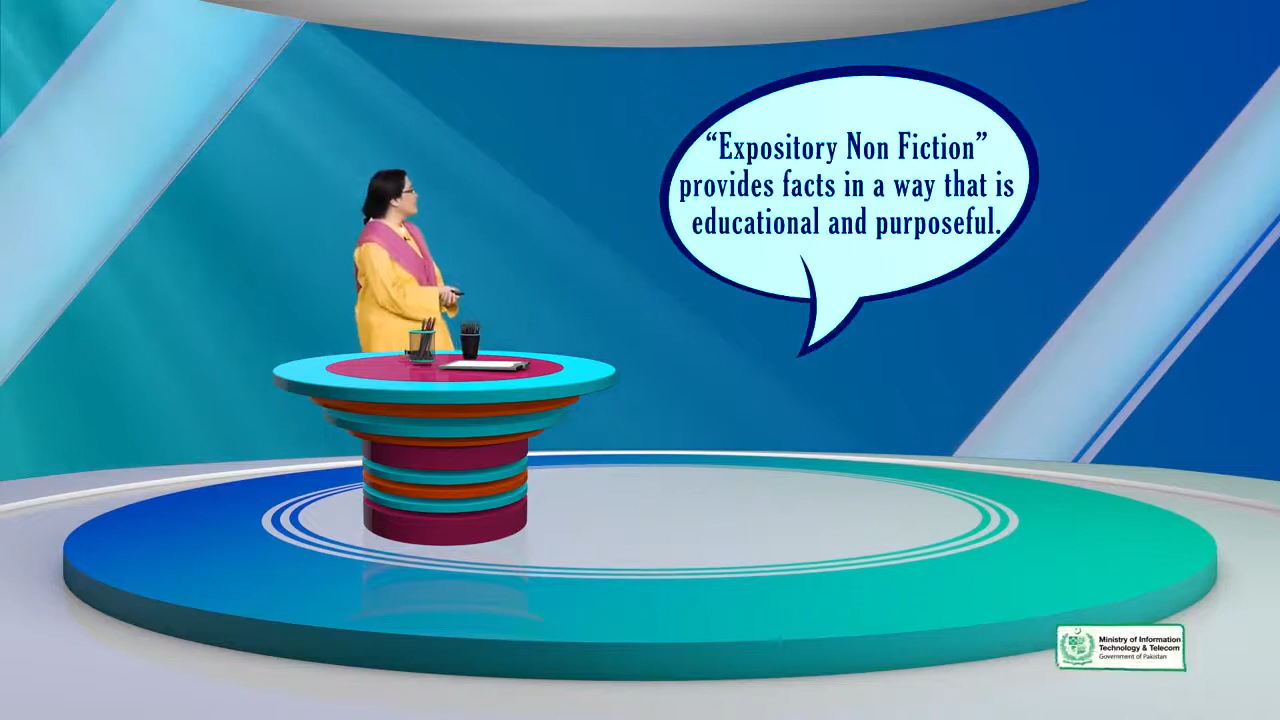 “Expository Non Fiction”
provides facts in a way that is
educational and purposeful.
Ministry of Information
Technology & Telecom
Government of Pakistan